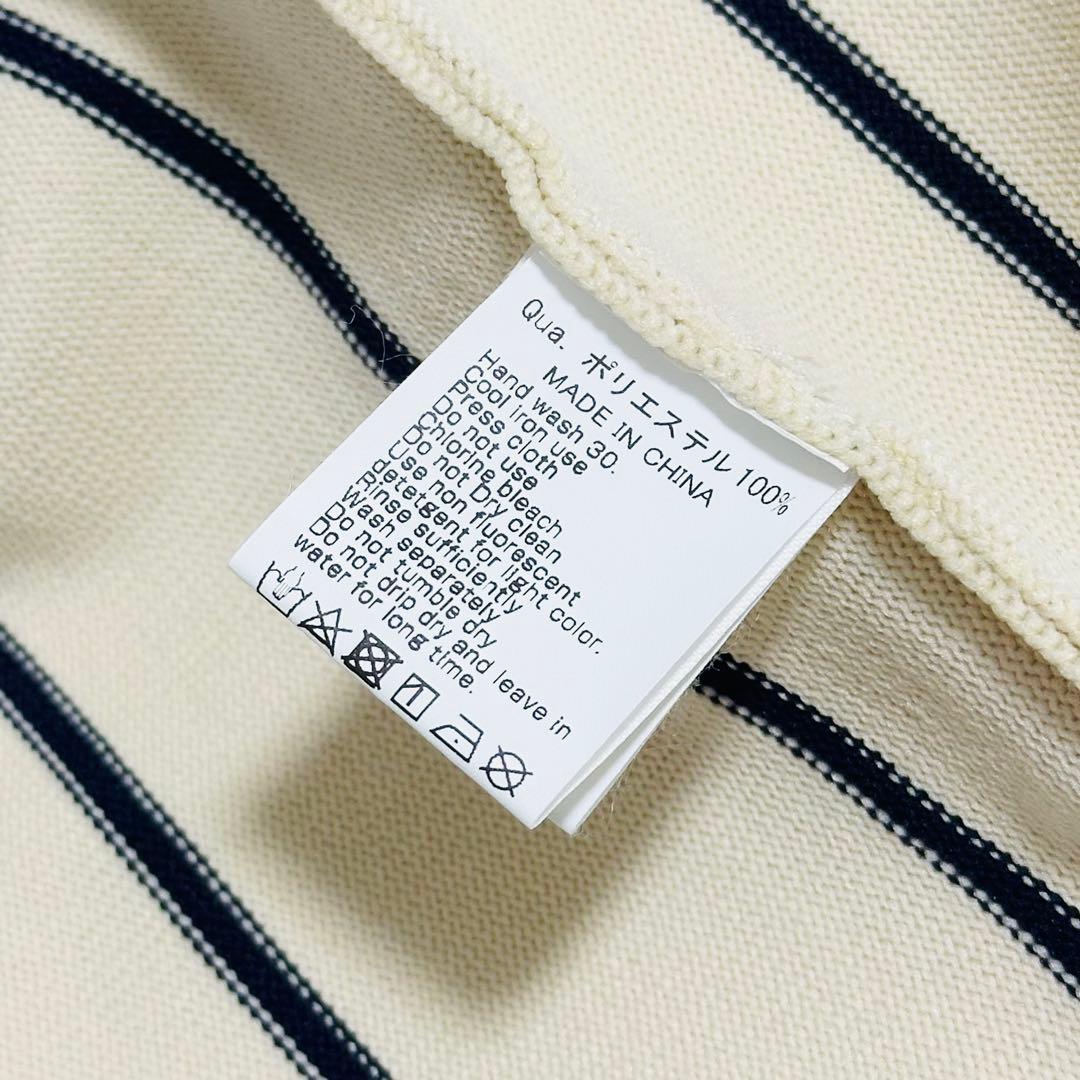 Qua. ポリエステル 100%
MADE IN CHINA
Hand wash 30.
Cool iron use
Press cloth
Do not use
Chlorine bleach
Do not Dry clean
Use non fluorescent
detetgent for light color.
Rinse sufficiently
Wash separately
Do not tumble dry
Do not drip dry and leave in
water for long time.